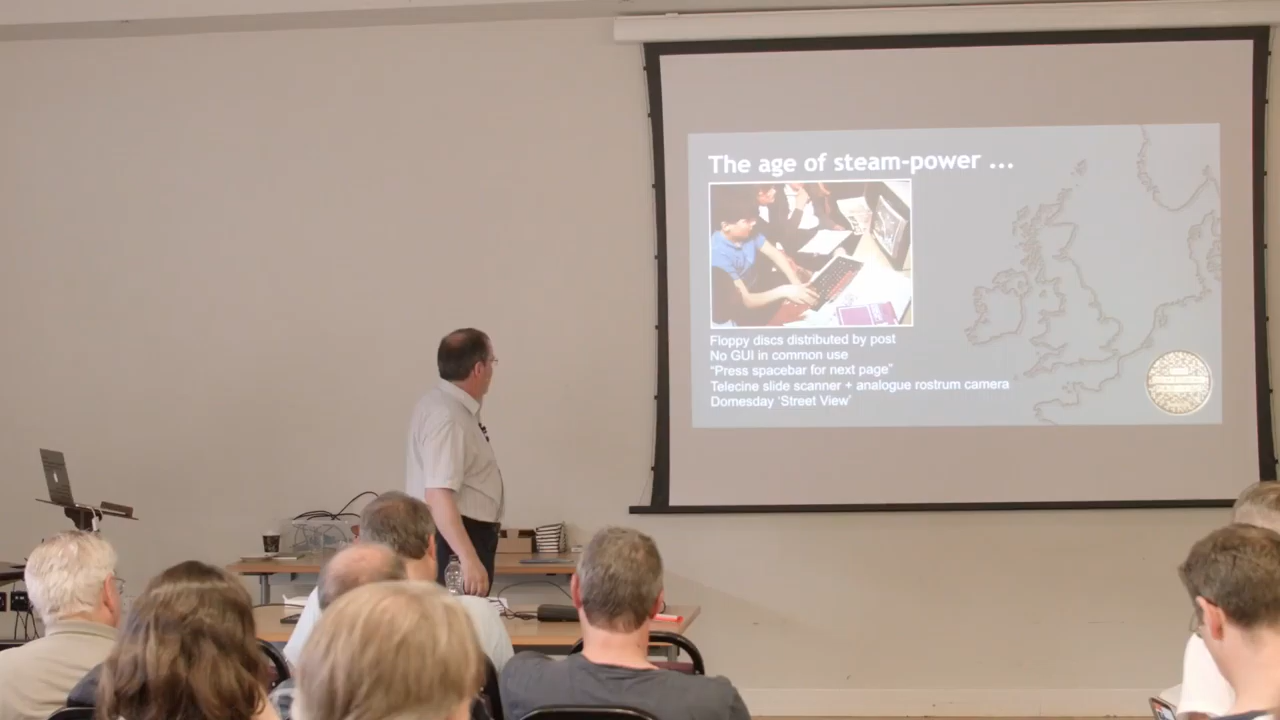 The age of steam-power ...
Floppy discs distributed by post
No GUI in common use
“Press spacebar for next page”
Telecine slide scanner + analogue rostrum camera
Domesday ‘Street View’